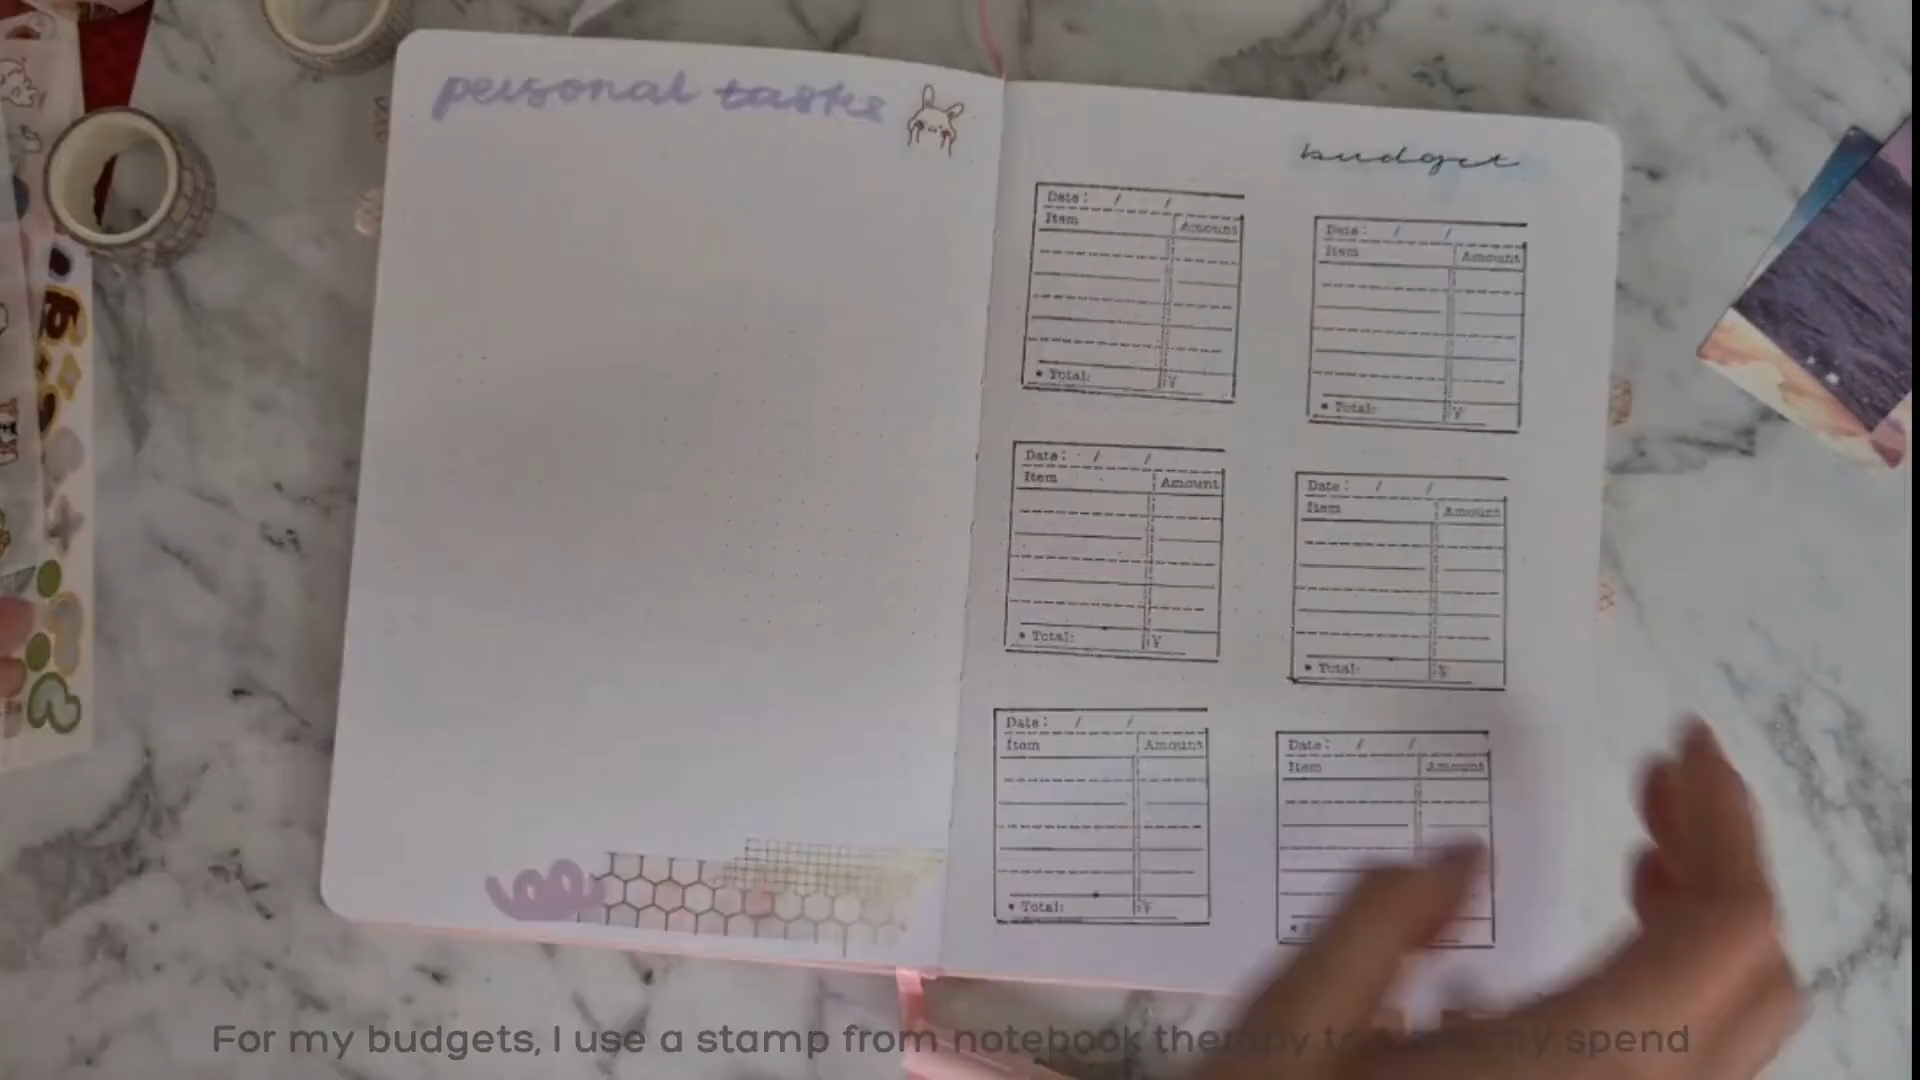 personal tasks
budget
Date: / /
Item Amount
• Total: ¥
Date: / /
Item Amount
• Total: ¥
Date: / /
Item Amount
• Total: ¥
Date: / /
Item Amount
• Total: ¥
Date: / /
Item Amount
• Total: ¥
Date: / /
Item Amount
For my budgets, I use a stamp from notebook therapy my spend